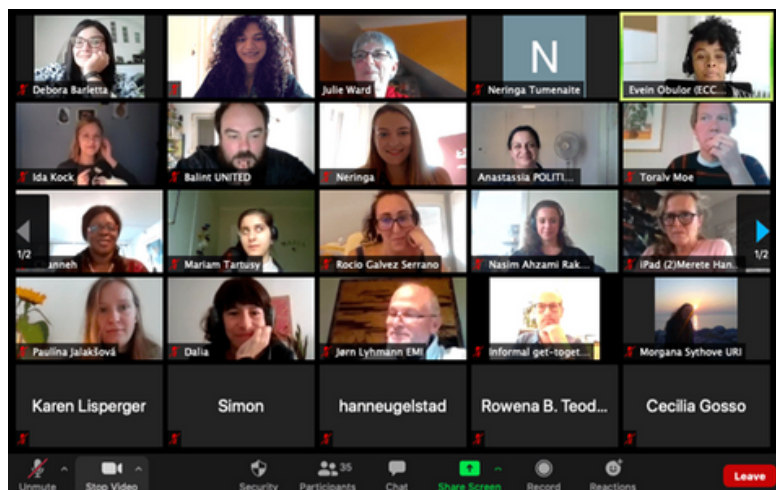 Debora Barletta
Julie Ward
N
Neringa Tumenaite
Evein Obulor (ECC...
Ida Kock
Balint UNITED
Neringa
Anastassia POLITI...
Toralv Moe
1/2
anneh
Mariam Tartusy
Rocio Galvez Serrano
Nasim Ahzami Rak...
iPad (2)Merete Han...
1/2
Paulína Jalakšová
Dalia
Jørn Lyhmann EMI
Informal get-toget...
Morgana Sythove URI
Karen Lisperger
Simon
hanneugelstad
Rowena B. Teod...
Cecilia Gosso
Unmute
Stop Video
Security
Participants
35
Chat
Share Screen
Record
Reactions
Leave